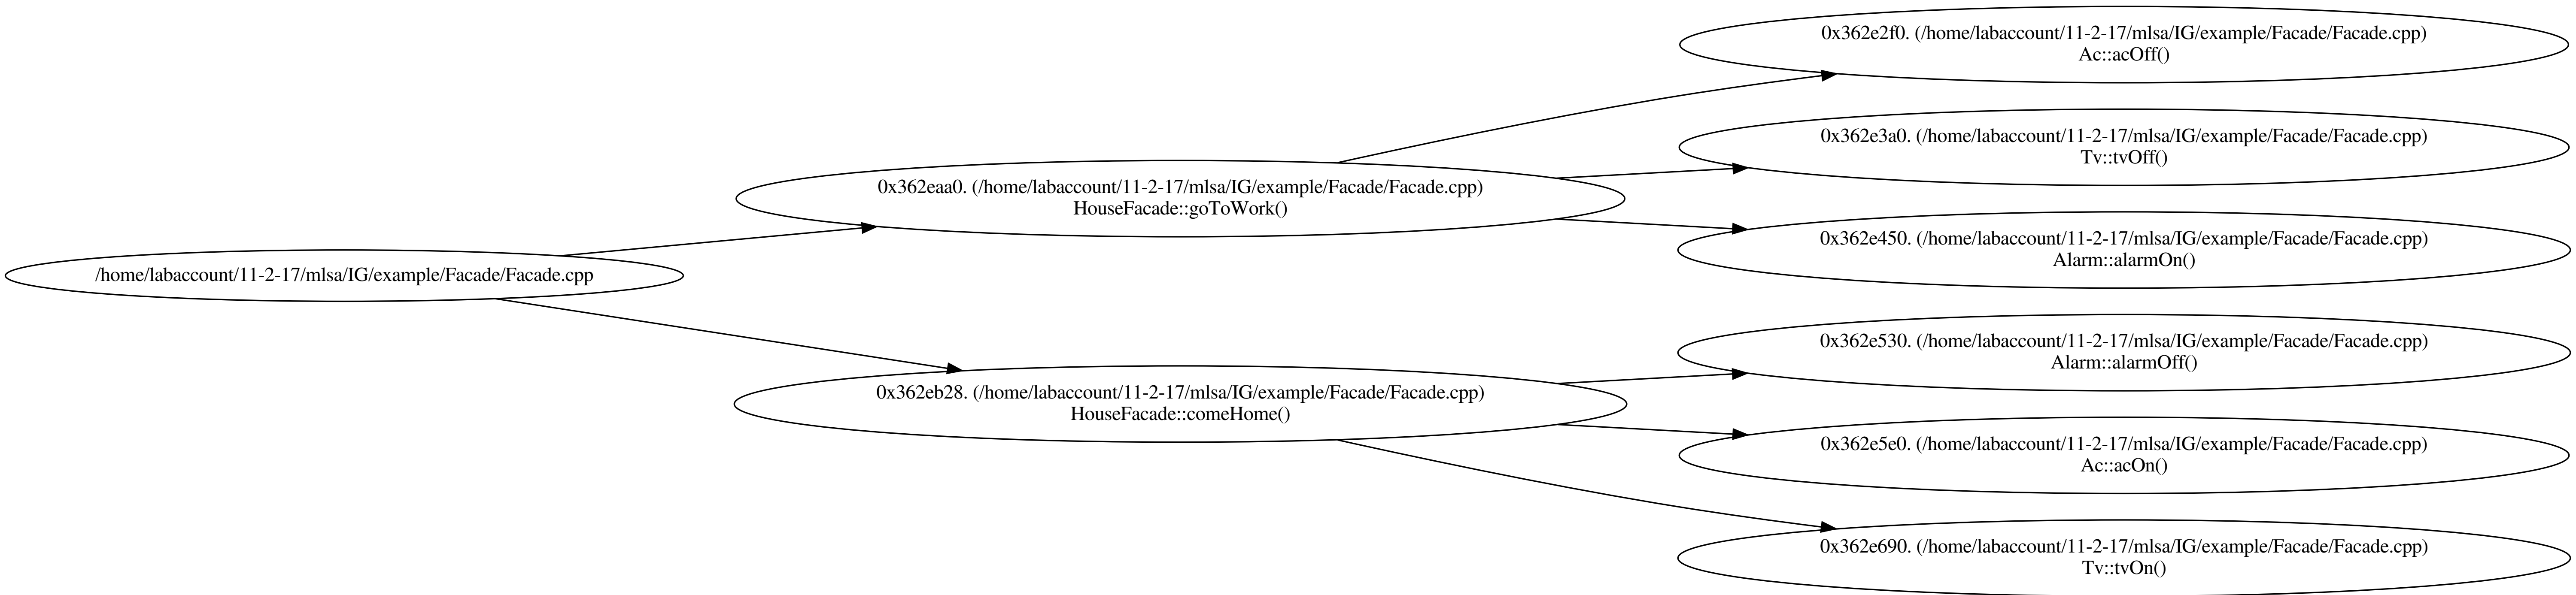 /home/labaccount/11-2-17/mlsa/IG/example/Facade/Facade.cpp
0x362eaa0. (/home/labaccount/11-2-17/mlsa/IG/example/Facade/Facade.cpp)
HouseFacade::goToWork()
0x362eb28. (/home/labaccount/11-2-17/mlsa/IG/example/Facade/Facade.cpp)
HouseFacade::comeHome()
0x362e2f0. (/home/labaccount/11-2-17/mlsa/IG/example/Facade/Facade.cpp)
Ac::acOff()
0x362e3a0. (/home/labaccount/11-2-17/mlsa/IG/example/Facade/Facade.cpp)
Tv::tvOff()
0x362e450. (/home/labaccount/11-2-17/mlsa/IG/example/Facade/Facade.cpp)
Alarm::alarmOn()
0x362e530. (/home/labaccount/11-2-17/mlsa/IG/example/Facade/Facade.cpp)
Alarm::alarmOff()
0x362e5e0. (/home/labaccount/11-2-17/mlsa/IG/example/Facade/Facade.cpp)
Ac::acOn()
0x362e690. (/home/labaccount/11-2-17/mlsa/IG/example/Facade/Facade.cpp)
Tv::tvOn()